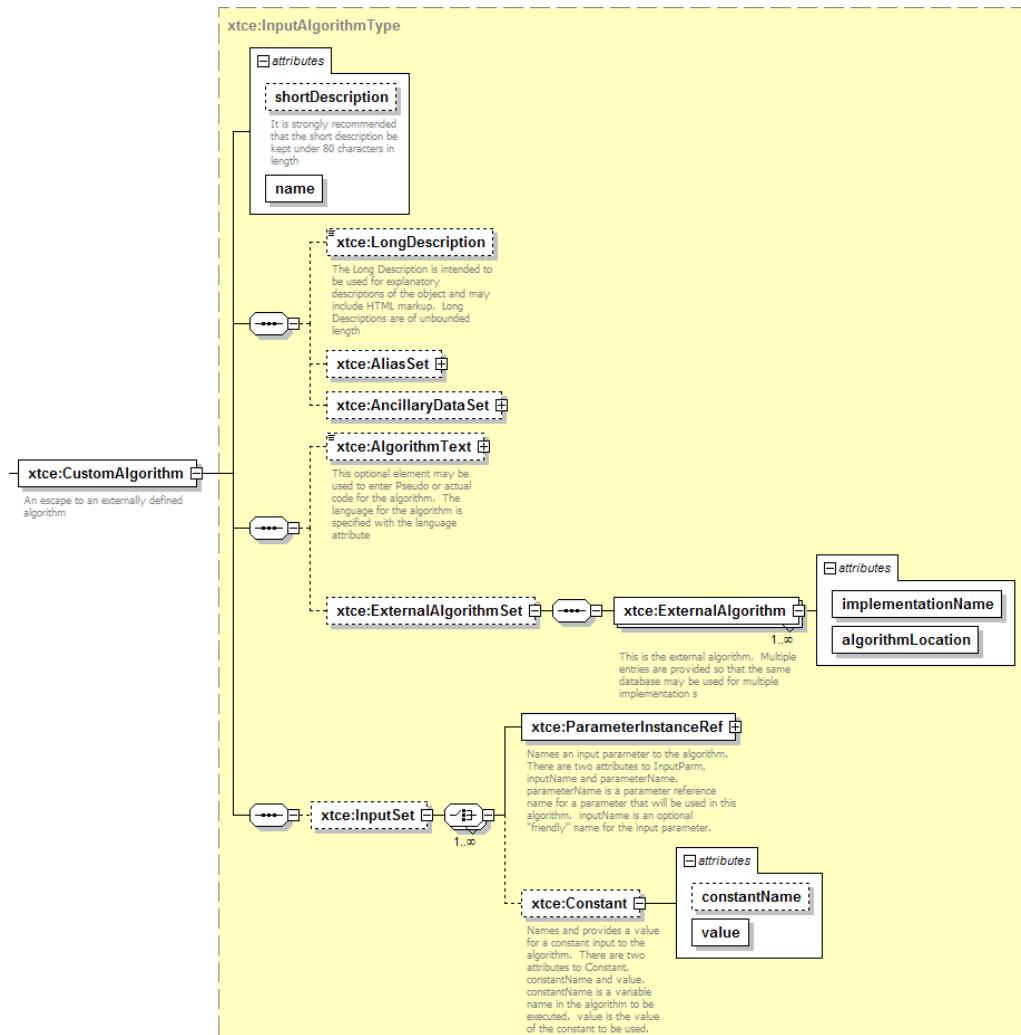 xtce:InputAlgorithmType
attributes
shortDescription
It is strongly recommended
that the short description be
kept under 80 characters in
length
name
xtce:LongDescription
The Long Description is intended to
be used for explanatory
descriptions of the object and may
include HTML markup.  Long
Descriptions are of unbounded
length
xtce:AliasSet
xtce:AncillaryDataSet
xtce:CustomAlgorithm
An escape to an externally defined
algorithm
xtce:AlgorithmText
This optional element may be
used to enter Pseudo or actual
code for the algorithm.  The
language for the algorithm is
specified with the language
attribute
xtce:ExternalAlgorithmSet
xtce:ExternalAlgorithm
1..∞
This is the external algorithm.  Multiple
entries are provided so that the same
database may be used for multiple
implementation s
attributes
implementationName
algorithmLocation
xtce:InputSet
1..∞
xtce:ParameterInstanceRef
Names an input parameter to the algorithm.
There are two attributes to InputParm,
inputName and parameterName.
parameterName is a parameter reference
name for a parameter that will be used in this
algorithm.  inputName is an optional
"friendly" name for the input parameter.
xtce:Constant
Names and provides a value
for a constant input to the
algorithm.  There are two
attributes to Constant,
constantName and value.
constantName is a variable
name in the algorithm to be
executed.  value is the value
of the constant to be used.
attributes
constantName
value